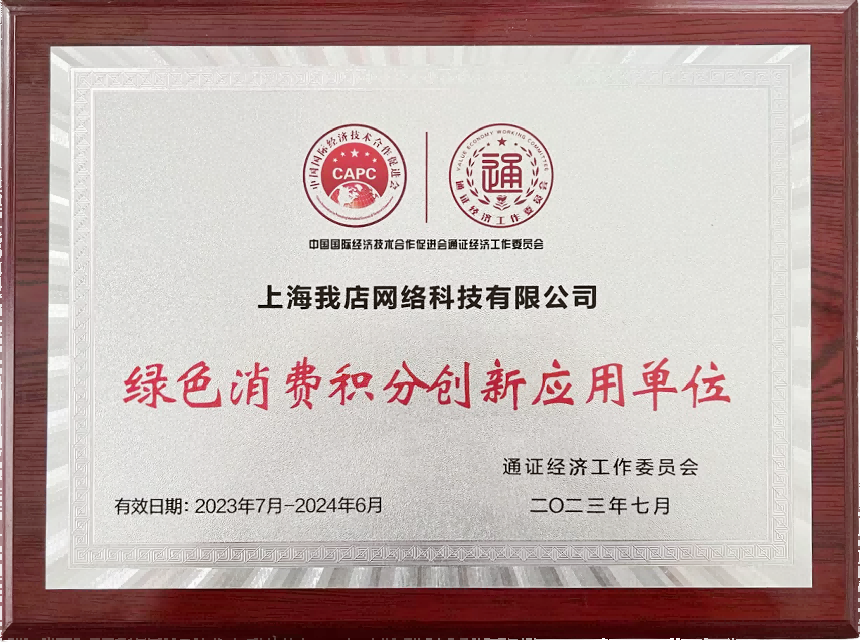 中国国际经济技术合作促进会
CAPC
VALUE ECONOMY WORKING COMMITTEE
通
通证经济工作委员会
中国国际经济技术合作促进会通证经济工作委员会
上海我店网络科技有限公司
绿色消费积分创新应用单位
通证经济工作委员会
有效日期：2023年7月-2024年6月
二〇二三年七月